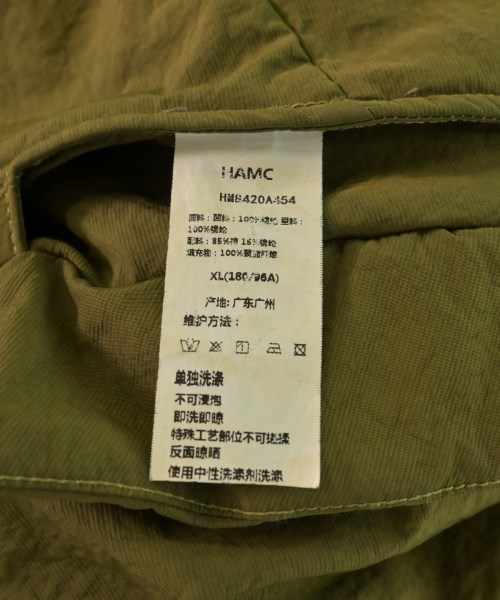 HAMC
HMS420A454
面料：面料：100%锦纶 里料：
100%锦纶
配料：85%棉 15%锦纶
填充物：100%聚酯纤维
XL(180/96A)
产地：广东广州
维护方法：
单独洗涤
不可浸泡
即洗即晾
特殊工艺部位不可搓揉
反面晾晒
使用中性洗涤剂洗涤